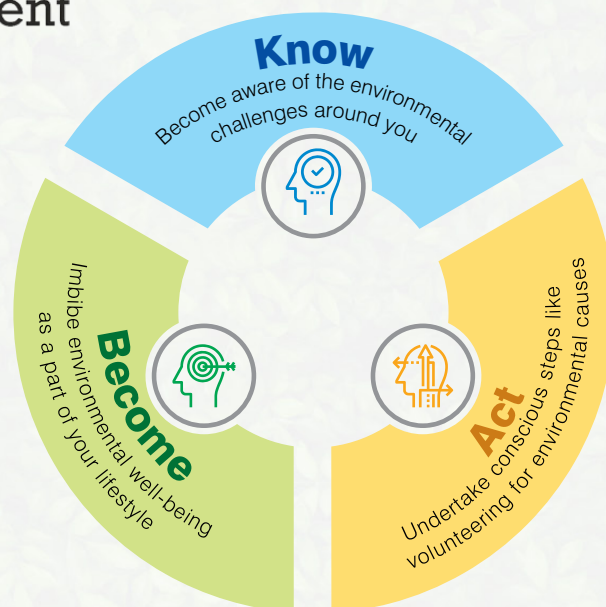 Know
Become aware of the environmental
challenges around you
Act
Undertake conscious steps like
volunteering for environmental causes
Become
Imbibe environmental well-being
as a part of your lifestyle